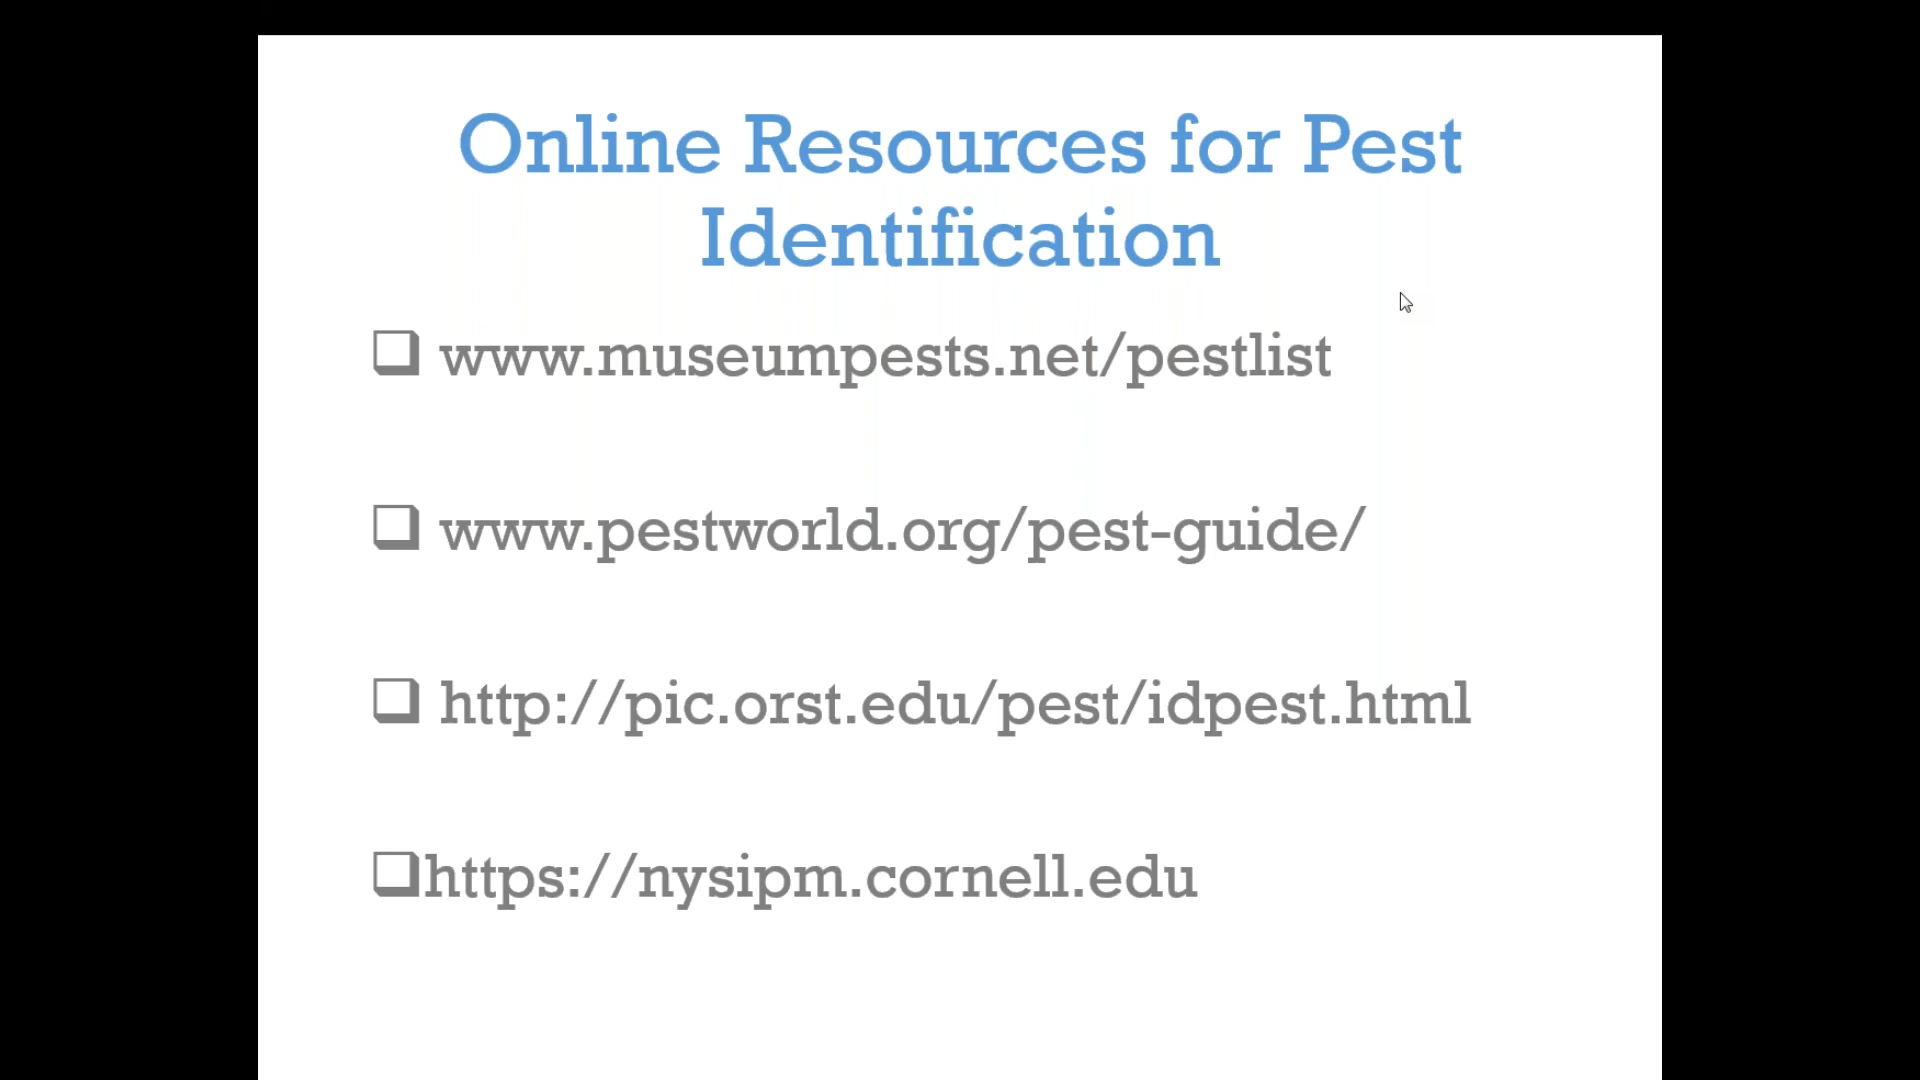 Online Resources for Pest
Identification
www.museumpests.net/pestlist
www.pestworld.org/pest-guide/
http://pic.orst.edu/pest/idpest.html
https://nysipm.cornell.edu